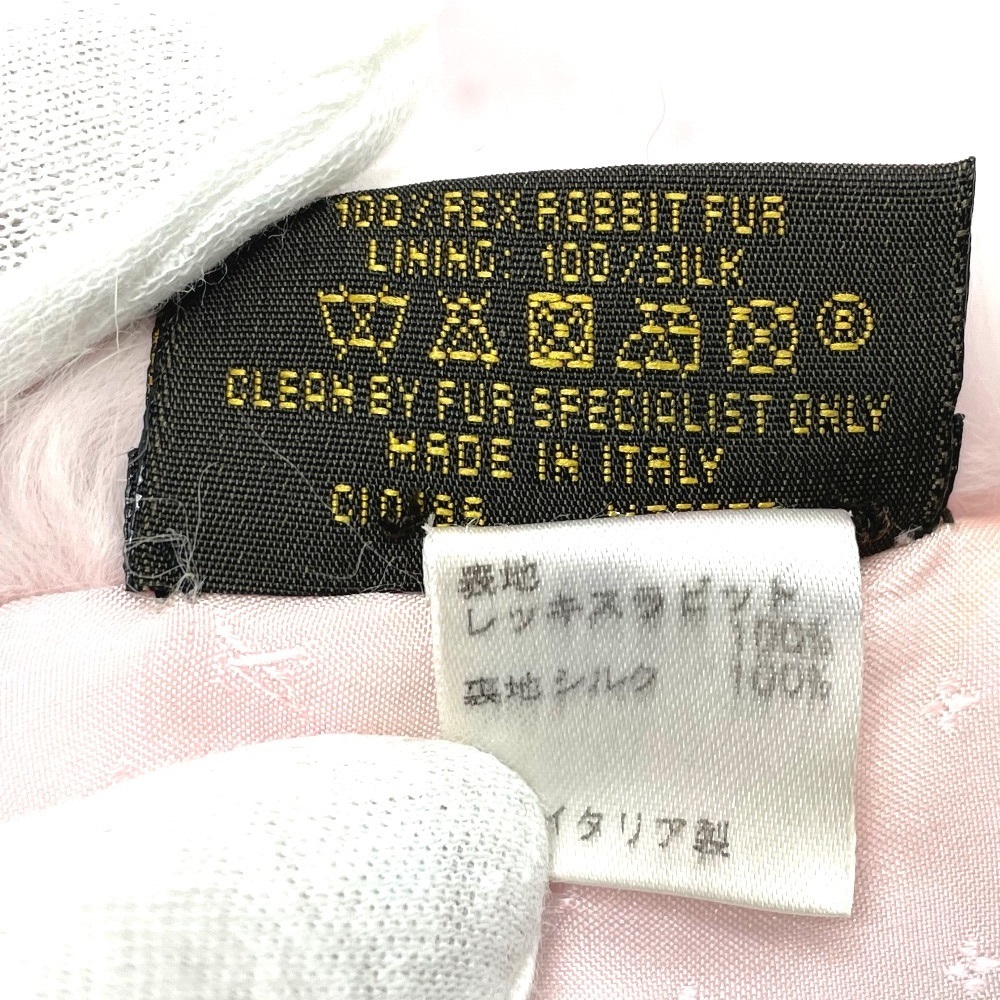 100%REX RABBIT FUR
LINING: 100%SILK
CLEAN BY FUR SPECIALIST ONLY
MADE IN ITALY
表地
レッキスラビット
100%
裏地シルク 100%
イタリア製